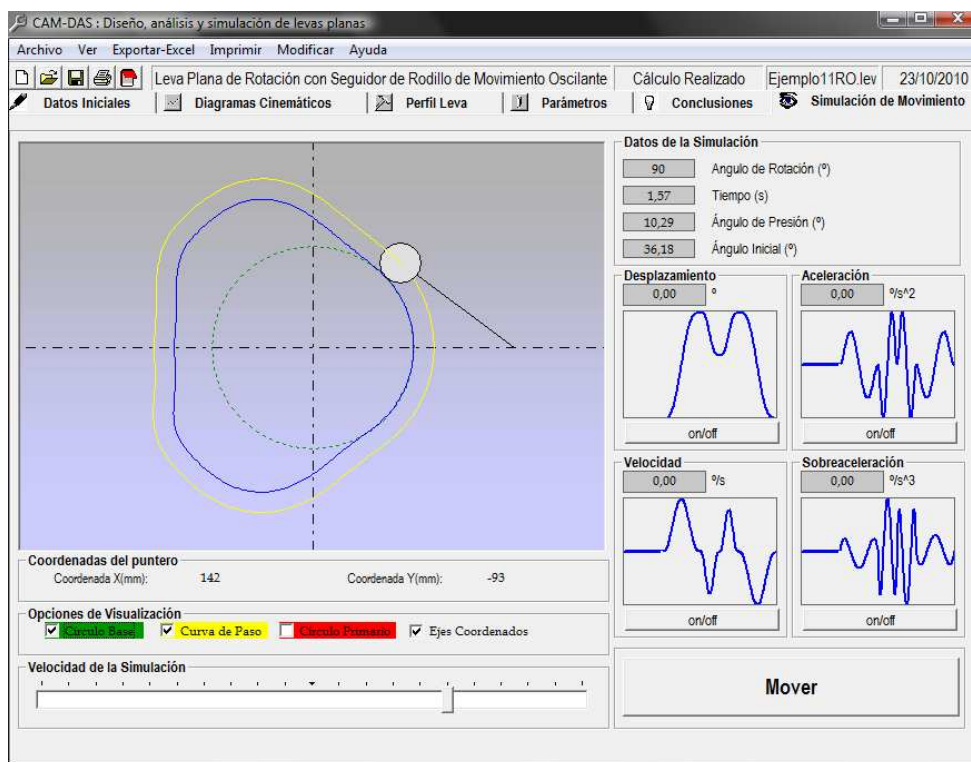 CAM-DAS : Diseño, análisis y simulación de levas planas
Archivo Ver Exportar-Excel Imprimir Modificar Ayuda
Leva Plana de Rotación con Seguidor de Rodillo de Movimiento Oscilante Cálculo Realizado Ejemplo11RO.lev 23/10/2010
Datos Iniciales Diagramas Cinemáticos Perfil Leva Parámetros Conclusiones Simulación de Movimiento
Datos de la Simulación
90 Angulo de Rotación (º)
1,57 Tiempo (s)
10,29 Ángulo de Presión (º)
36,18 Ángulo Inicial (º)
Desplazamiento
0,00 º
on/off
Aceleración
0,00 º/s^2
on/off
Velocidad
0,00 º/s
on/off
Sobreaceleración
0,00 º/s^3
on/off
Coordenadas del puntero
Coordenada X(mm): 142 Coordenada Y(mm): -93
Opciones de Visualización
Circulo Base Curva de Paso Circulo Primario Ejes Coordenados
Velocidad de la Simulación
Mover